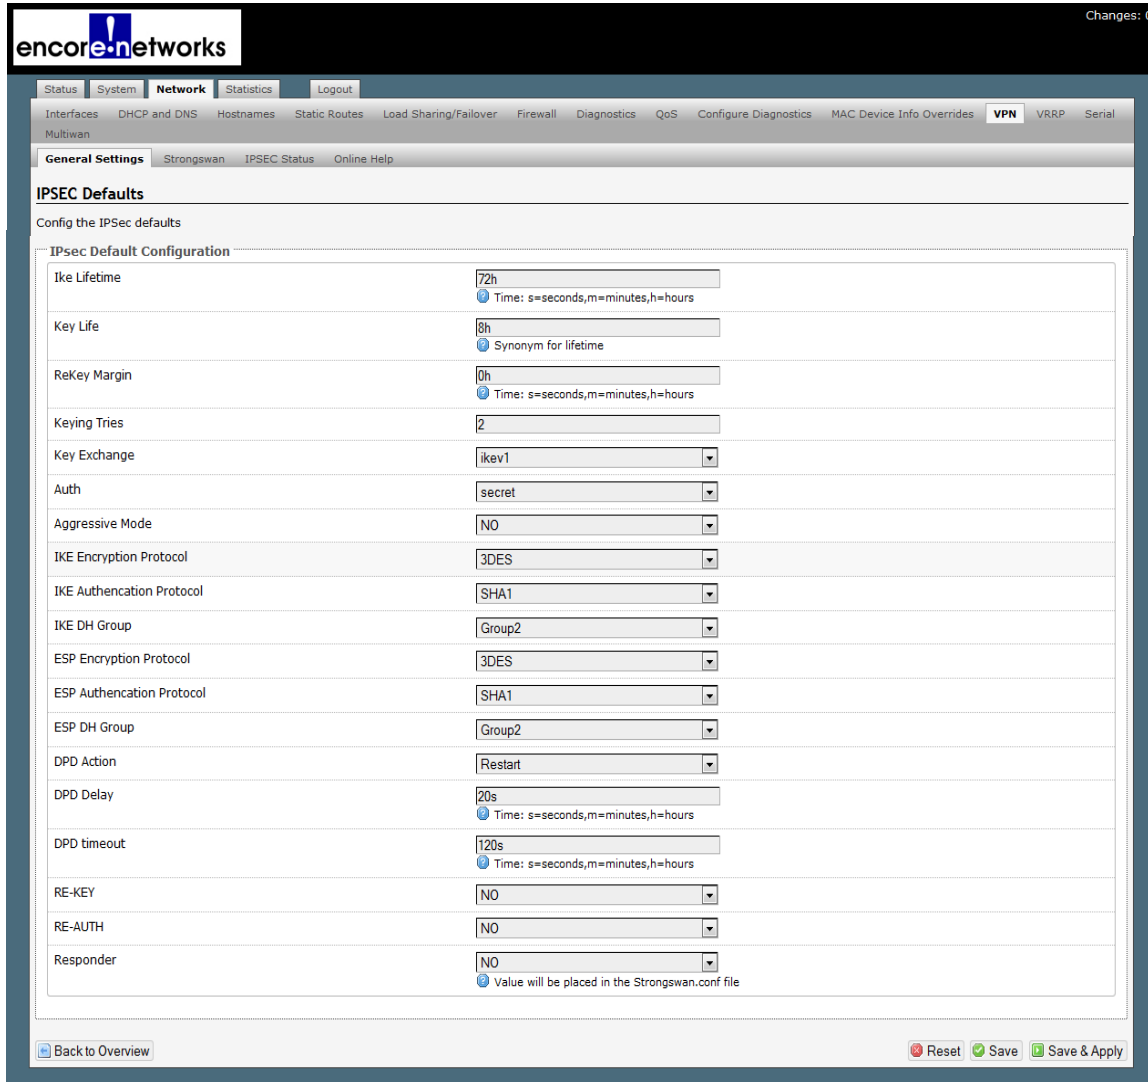 Changes: 0
encore!networks
Status System Network Statistics Logout
Interfaces DHCP and DNS Hostnames Static Routes Load Sharing/Failover Firewall Diagnostics QoS Configure Diagnostics MAC Device Info Overrides VPN VRRP Serial
Multiwan
General Settings Strongswan IPSEC Status Online Help
IPSEC Defaults
Config the IPSec defaults
IPsec Default Configuration
Ike Lifetime 72h
Time: s=seconds,m=minutes,h=hours
Key Life 8h
Synonym for lifetime
ReKey Margin 0h
Time: s=seconds,m=minutes,h=hours
Keying Tries 2
Key Exchange ikev1
Auth secret
Aggressive Mode NO
IKE Encryption Protocol 3DES
IKE Authencation Protocol SHA1
IKE DH Group Group2
ESP Encryption Protocol 3DES
ESP Authencation Protocol SHA1
ESP DH Group Group2
DPD Action Restart
DPD Delay 20s
Time: s=seconds,m=minutes,h=hours
DPD timeout 120s
Time: s=seconds,m=minutes,h=hours
RE-KEY NO
RE-AUTH NO
Responder NO
Value will be placed in the Strongswan.conf file
Back to Overview Reset Save Save & Apply